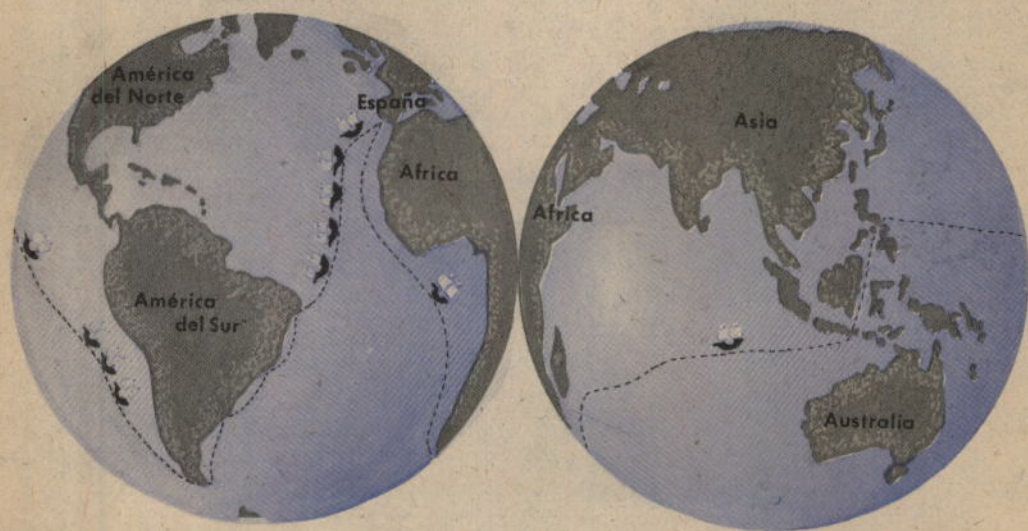 América
del Norte
España
Africa
América
del Sur
Asia
Africa
Australia